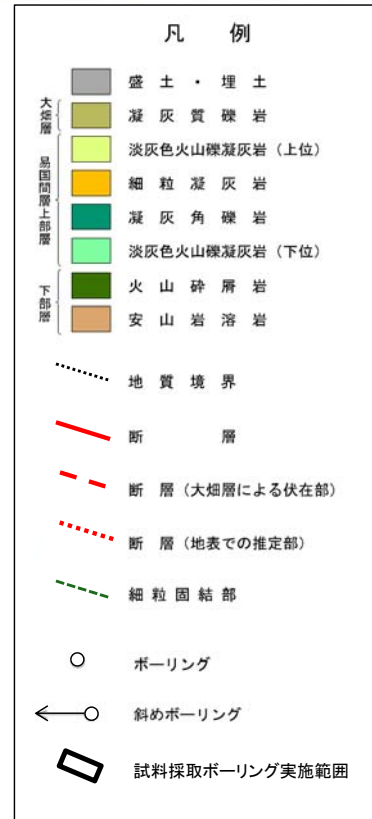 凡 例
盛土・埋土
大畑層
凝灰質礫岩
易国間層上部層
淡灰色火山礫凝灰岩（上位）
細粒凝灰岩
凝灰角礫岩
淡灰色火山礫凝灰岩（下位）
下部層
火山砕屑岩
安山岩溶岩
地質境界
断層
断層（大畑層による伏在部）
断層（地表での推定部）
細粒固結部
ボーリング
斜めボーリング
試料採取ボーリング実施範囲